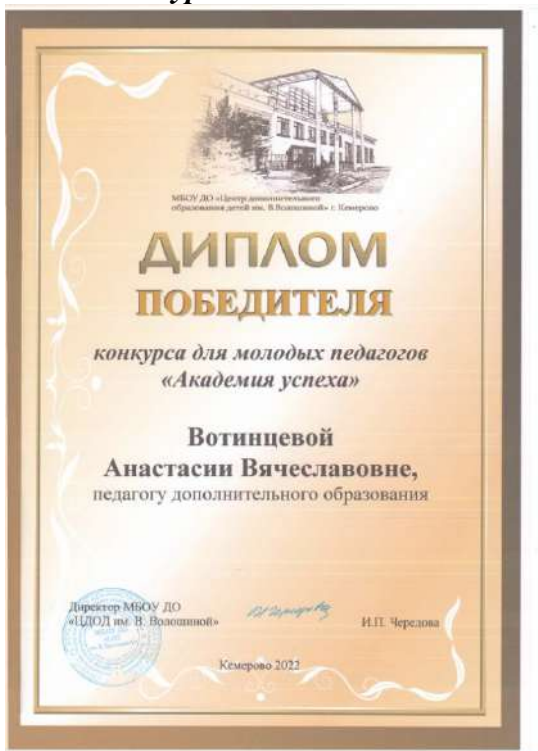 МБОУ ДО «Центр дополнительного
образования детей им. В.Волошиной» г. Кемерово
ДИПЛОМ
ПОБЕДИТЕЛЯ
конкурса для молодых педагогов
«Академия успеха»
Вотинцевой
Анастасии Вячеславовне,
педагогу дополнительного образования
Директор МБОУ ДО
«ЦДОД им. В. Волошиной»
И.П. Чередова
Кемерово 2022